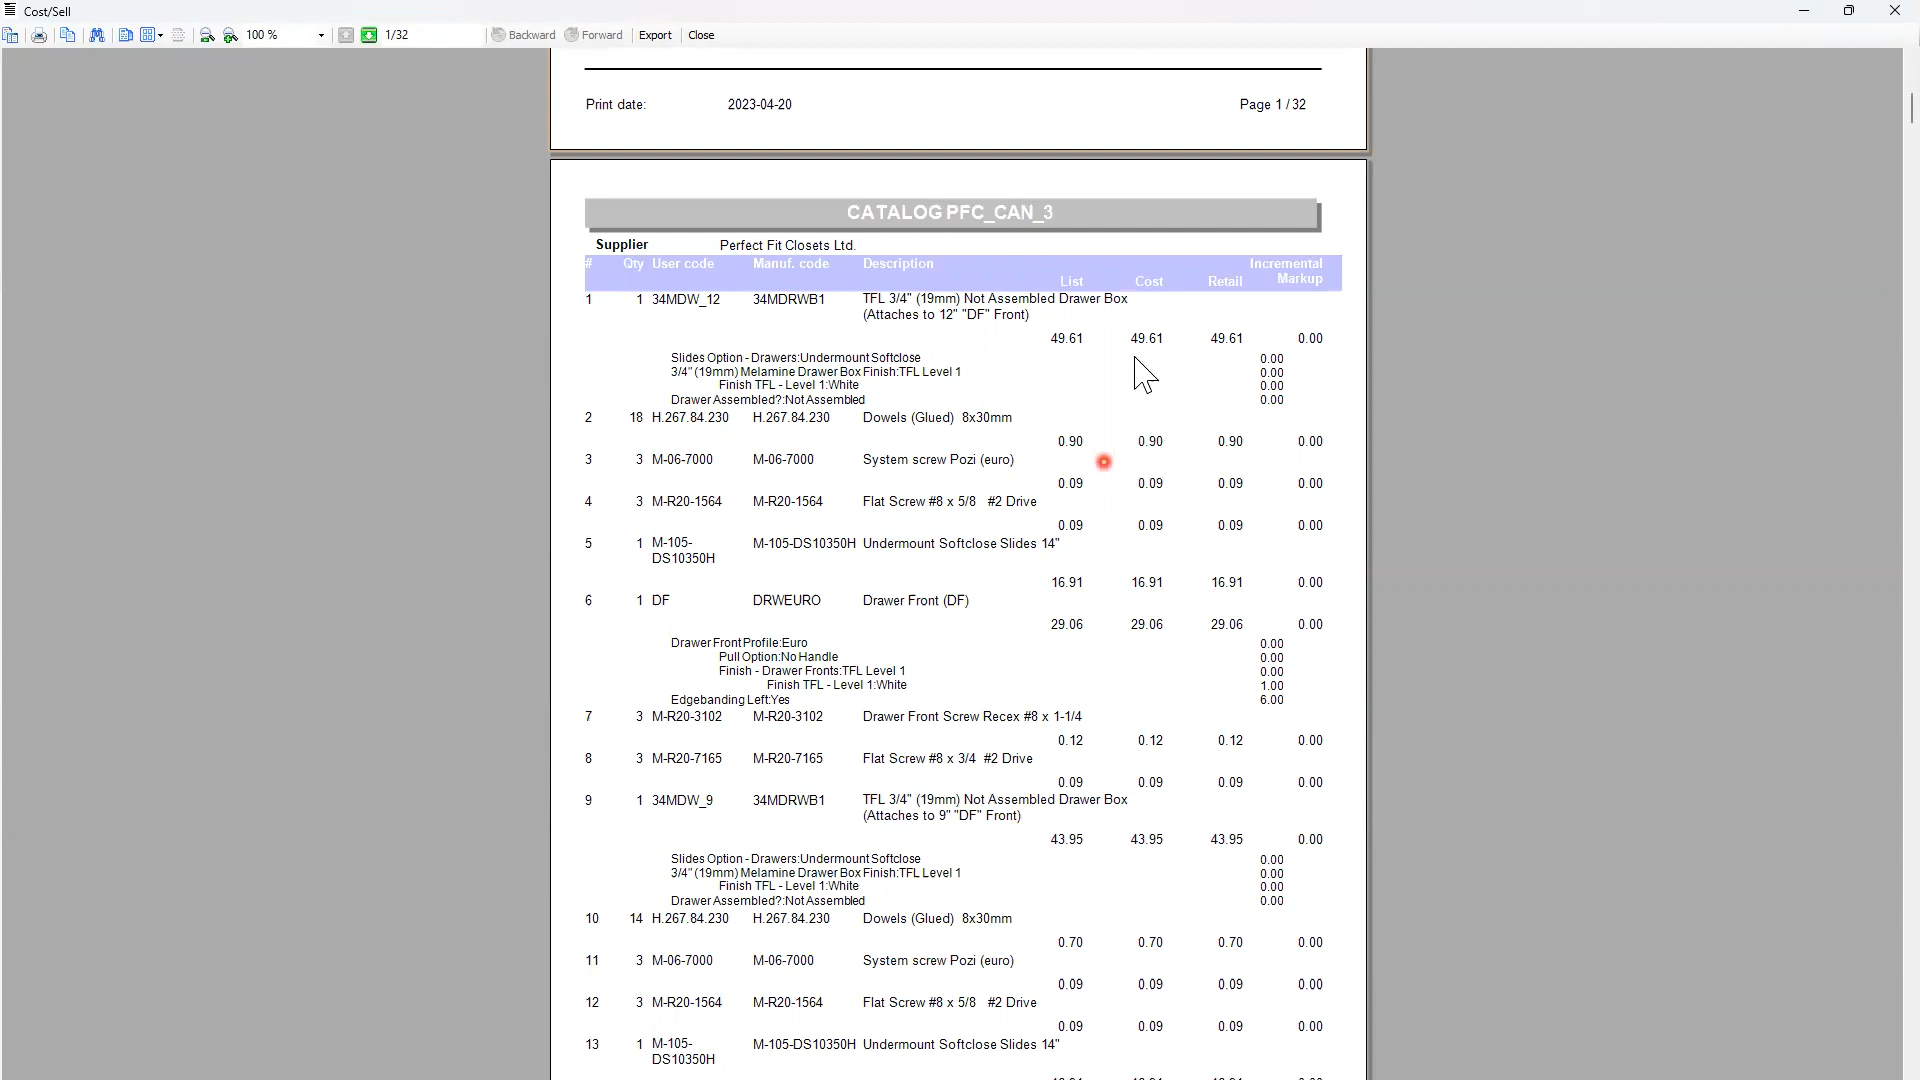 Cost/Sell
100 % 1/32 Backward Forward Export Close
Print date: 2023-04-20 Page 1 / 32
CATALOG PFC_CAN_3
Supplier Perfect Fit Closets Ltd.
# Qty User code Manuf. code Description Incremental
List Cost Retail Markup
1 1 34MDW_12 34MDRWB1 TFL 3/4" (19mm) Not Assembled Drawer Box
(Attaches to 12" "DF" Front)
49.61 49.61 49.61 0.00
Slides Option - Drawers:Undermount Softclose 0.00
3/4" (19mm) Melamine Drawer Box Finish:TFL Level 1 0.00
Finish TFL - Level 1:White 0.00
Drawer Assembled?:Not Assembled 0.00
2 18 H.267.84.230 H.267.84.230 Dowels (Glued) 8x30mm
0.90 0.90 0.90 0.00
3 3 M-06-7000 M-06-7000 System screw Pozi (euro)
0.09 0.09 0.09 0.00
4 3 M-R20-1564 M-R20-1564 Flat Screw #8 x 5/8 #2 Drive
0.09 0.09 0.09 0.00
5 1 M-105- M-105-DS10350H Undermount Softclose Slides 14"
DS10350H
16.91 16.91 16.91 0.00
6 1 DF DRWEURO Drawer Front (DF)
29.06 29.06 29.06 0.00
Drawer Front Profile:Euro 0.00
Pull Option:No Handle 0.00
Finish - Drawer Fronts:TFL Level 1 0.00
Finish TFL - Level 1:White 1.00
Edgebanding Left:Yes 6.00
7 3 M-R20-3102 M-R20-3102 Drawer Front Screw Recex #8 x 1-1/4
0.12 0.12 0.12 0.00
8 3 M-R20-7165 M-R20-7165 Flat Screw #8 x 3/4 #2 Drive
0.09 0.09 0.09 0.00
9 1 34MDW_9 34MDRWB1 TFL 3/4" (19mm) Not Assembled Drawer Box
(Attaches to 9" "DF" Front)
43.95 43.95 43.95 0.00
Slides Option - Drawers:Undermount Softclose 0.00
3/4" (19mm) Melamine Drawer Box Finish:TFL Level 1 0.00
Finish TFL - Level 1:White 0.00
Drawer Assembled?:Not Assembled 0.00
10 14 H.267.84.230 H.267.84.230 Dowels (Glued) 8x30mm
0.70 0.70 0.70 0.00
11 3 M-06-7000 M-06-7000 System screw Pozi (euro)
0.09 0.09 0.09 0.00
12 3 M-R20-1564 M-R20-1564 Flat Screw #8 x 5/8 #2 Drive
0.09 0.09 0.09 0.00
13 1 M-105- M-105-DS10350H Undermount Softclose Slides 14"
DS10350H